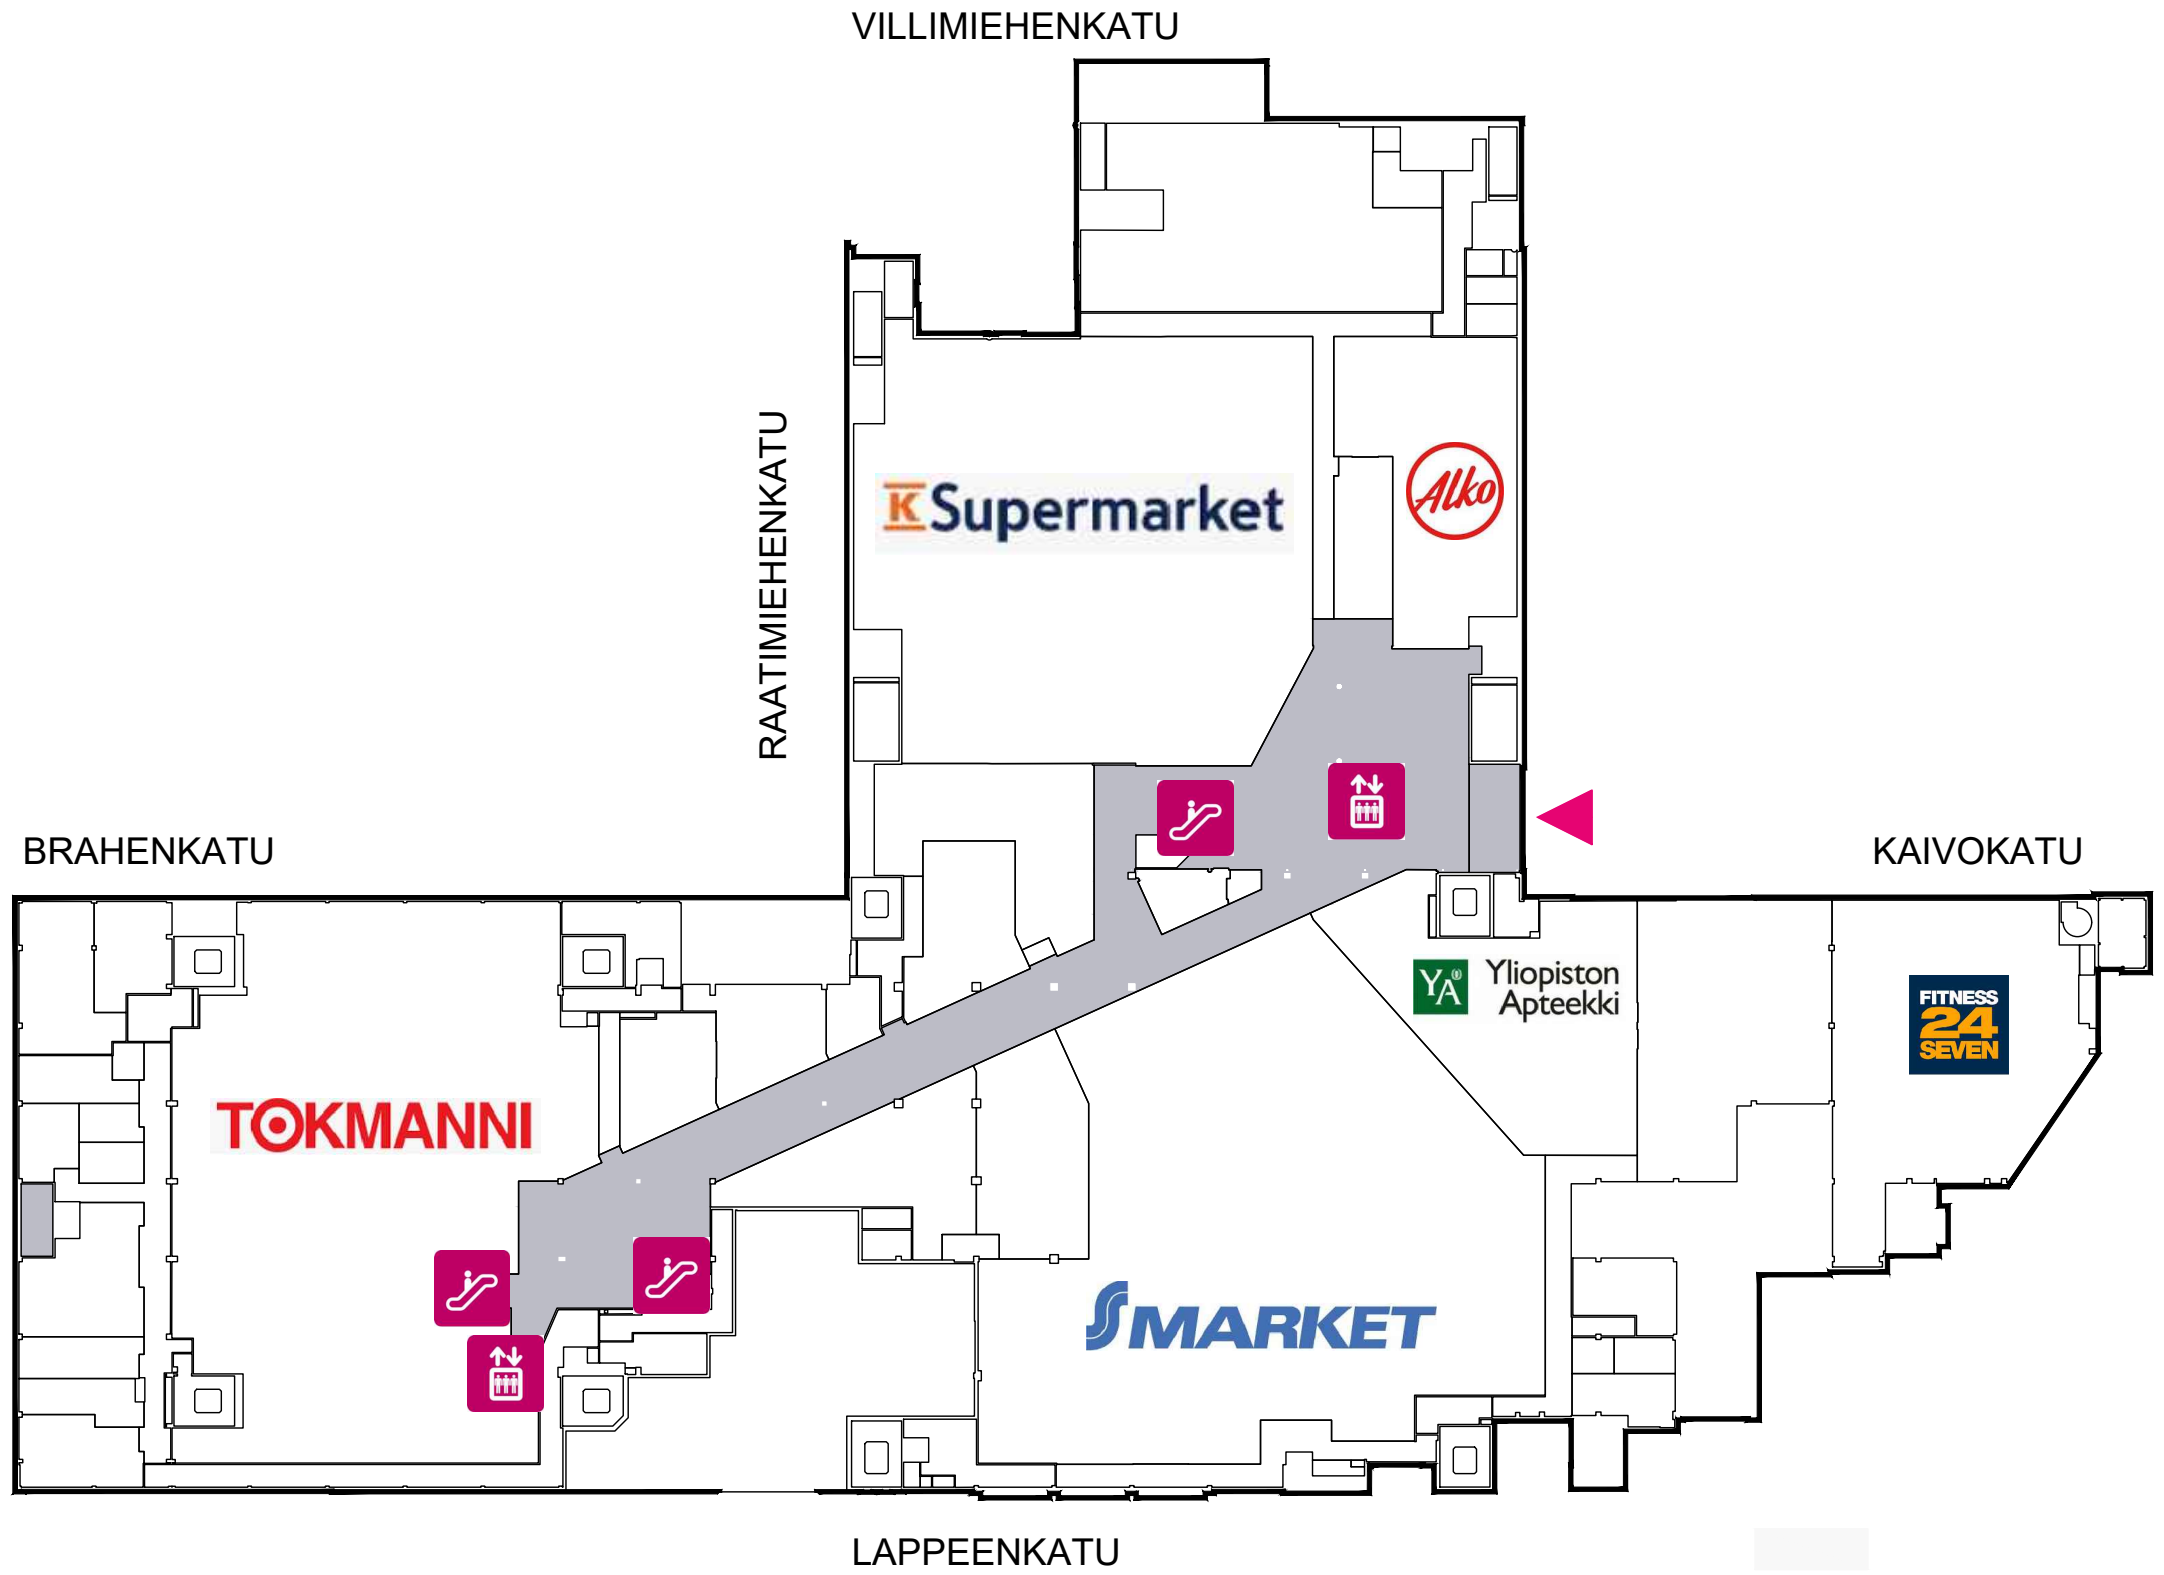 VILLIMIEHENKATU
RAATIMIEHENKATU
K Supermarket
Alko
BRAHENKATU
KAIVOKATU
YA Yliopiston
Apteekki
FITNESS
24
SEVEN
TOKMANNI
S MARKET
LAPPEENKATU